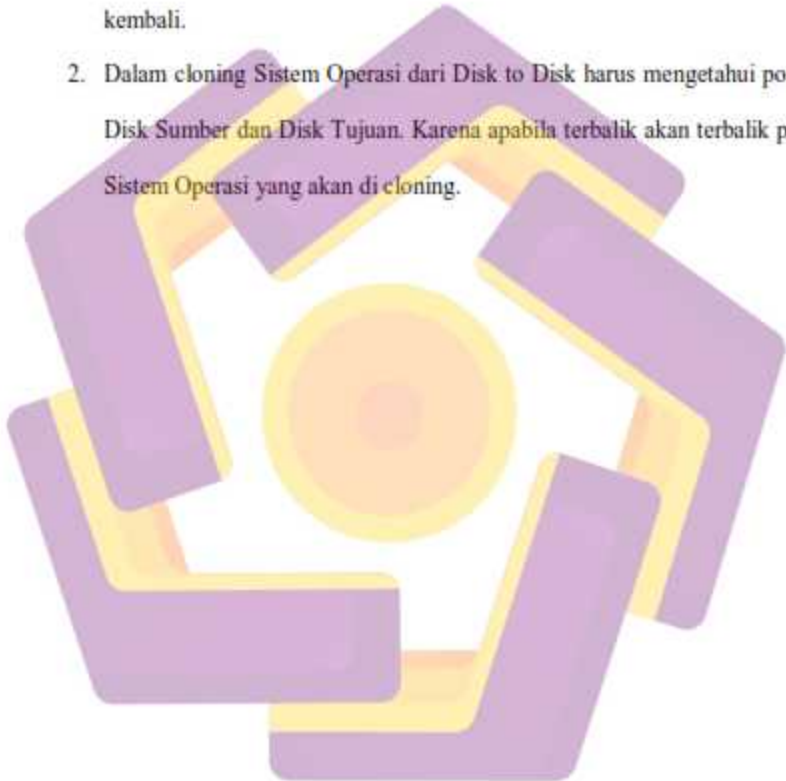 kembali.
2. Dalam cloning Sistem Operasi dari Disk to Disk harus mengetahui
Disk Sumber dan Disk Tujuan. Karena apabila terbalik akan terbalik
Sistem Operasi yang akan di cloning.